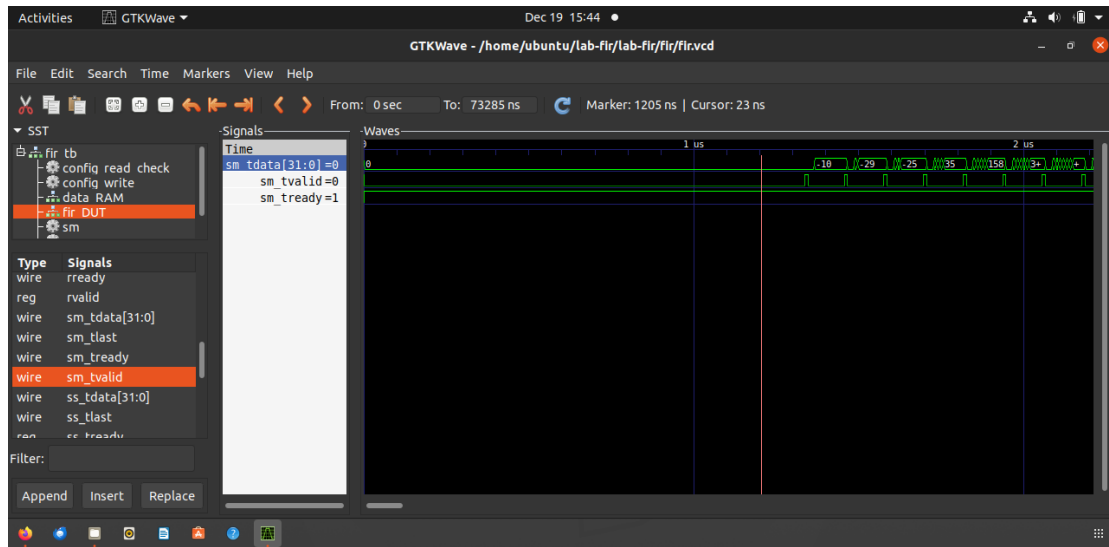 Activities GTKWave Dec 19 15:44
GTKWave - /home/ubuntu/lab-fir/lab-fir/fir/fir.vcd
File Edit Search Time Markers View Help
From: 0 sec To: 73285 ns Marker: 1205 ns | Cursor: 23 ns
SST
fir_tb
config_read_check
config_write
data_RAM
fir_DUT
sm
Type Signals
wire rready
reg rvalid
wire sm_tdata[31:0]
wire sm_tlast
wire sm_tready
wire sm_tvalid
wire ss_tdata[31:0]
wire ss_tlast
reg ss_tready
Filter:
Append Insert Replace
Signals
Time
sm_tdata[31:0]=0
sm_tvalid=0
sm_tready=1
Waves
1 us 2 us
0 -10 -29 -25 35 158 3+ +